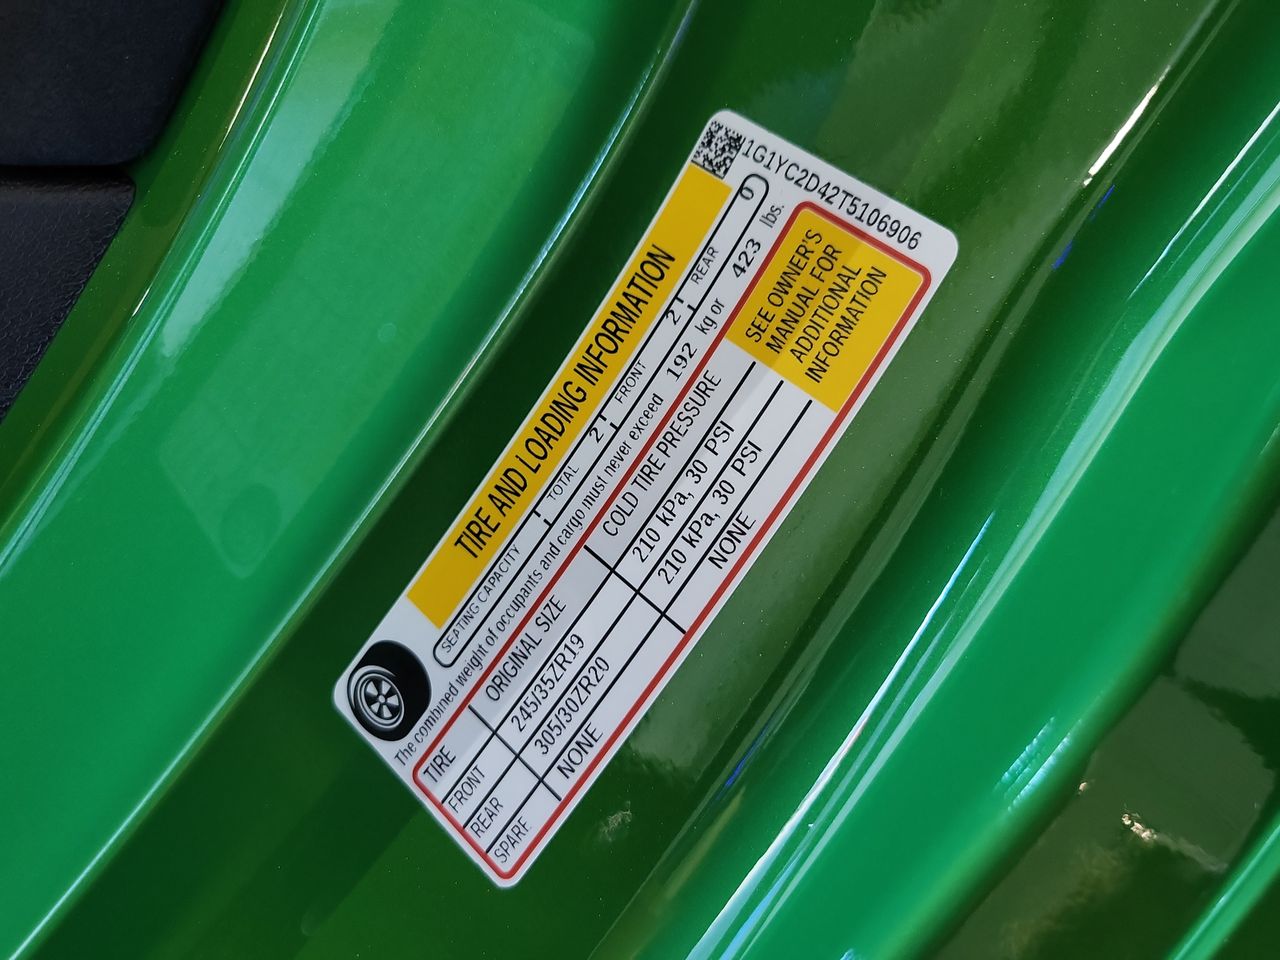 1G1YC2D42T5106906
TIRE AND LOADING INFORMATION
SEATING CAPACITY TOTAL 2 FRONT 2 REAR 0
The combined weight of occupants and cargo must never exceed 192 kg or 423 lbs.
TIRE ORIGINAL SIZE COLD TIRE PRESSURE
FRONT 245/35ZR19 210 kPa, 30 PSI
REAR 305/30ZR20 210 kPa, 30 PSI
SPARE NONE NONE
SEE OWNER'S
MANUAL FOR
ADDITIONAL
INFORMATION